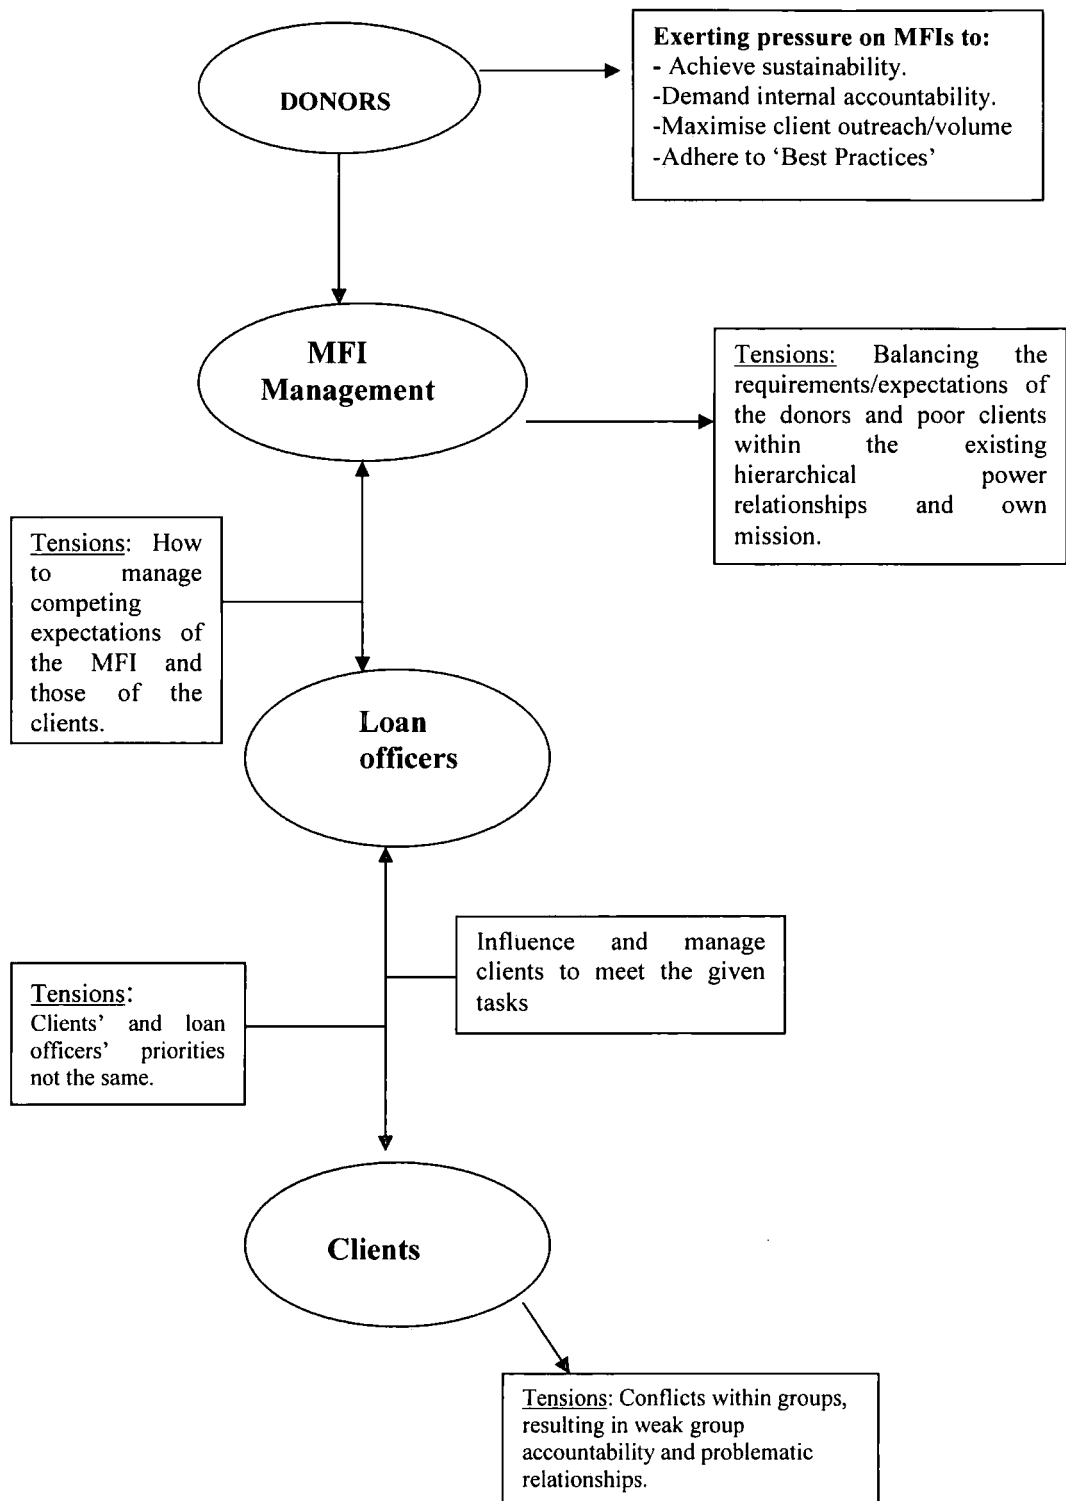 DONORS
Exerting pressure on MFIs to:
- Achieve sustainability.
-Demand internal accountability.
-Maximise client outreach/volume
-Adhere to ‘Best Practices’
MFI
Management
Tensions: Balancing the
requirements/expectations of
the donors and poor clients
within the existing
hierarchical power
relationships and own
mission.
Tensions: How
to manage
competing
expectations of
the MFI and
those of the
clients.
Loan
officers
Influence and manage
clients to meet the given
tasks
Tensions:
Clients’ and loan
officers’ priorities
not the same.
Clients
Tensions: Conflicts within groups,
resulting in weak group
accountability and problematic
relationships.